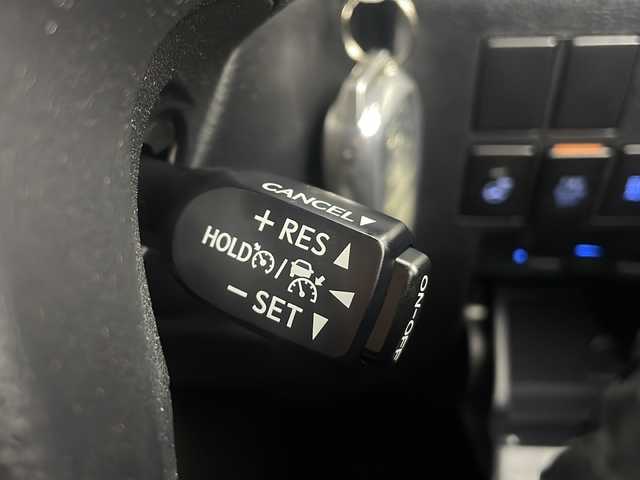 CANCEL▼
+ RES ▲
HOLD / ◀
− SET ▼
ON-OFF